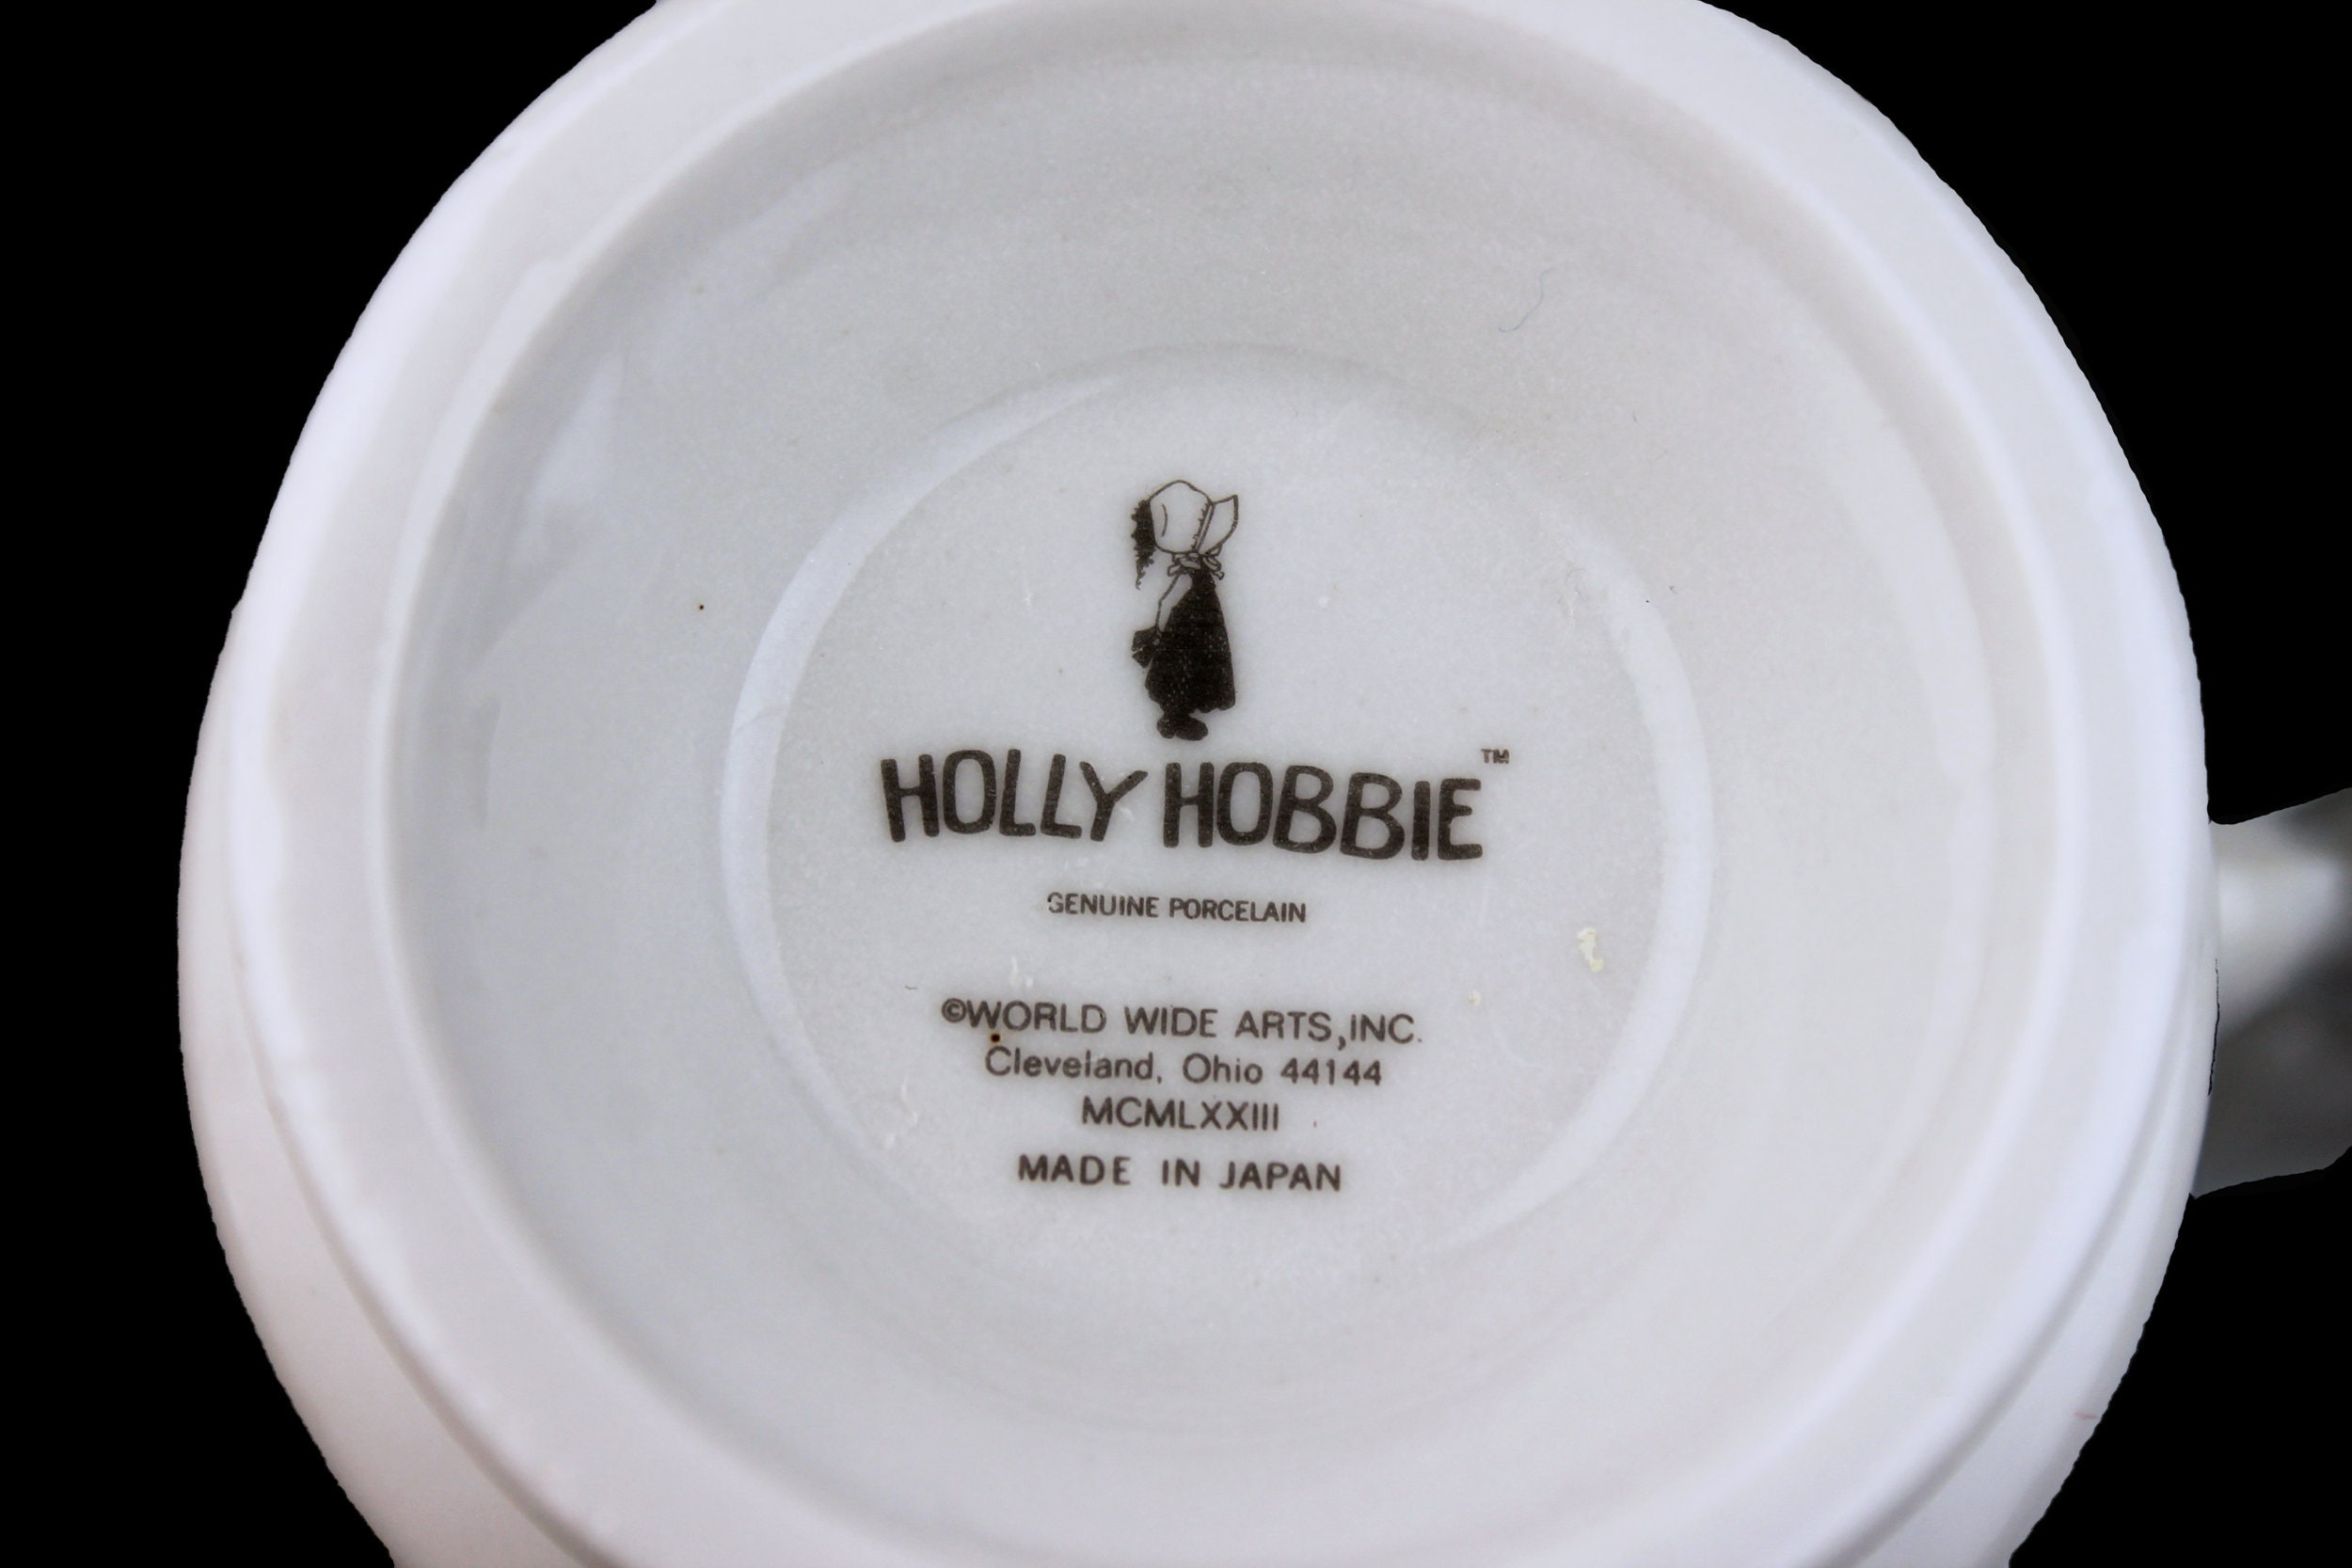 HOLLY HOBBIE™
GENUINE PORCELAIN
©WORLD WIDE ARTS,INC.
Cleveland, Ohio 44144
MCMLXXIII
MADE IN JAPAN